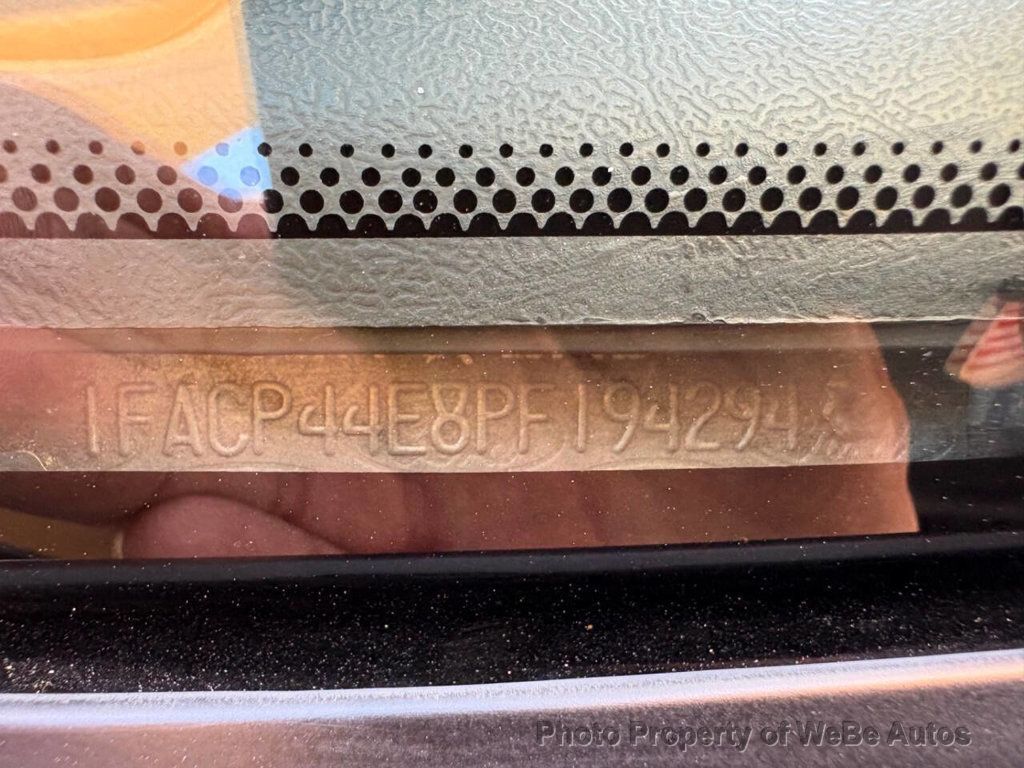 1FACP44E8PF194294
Photo Property of WeBe Autos